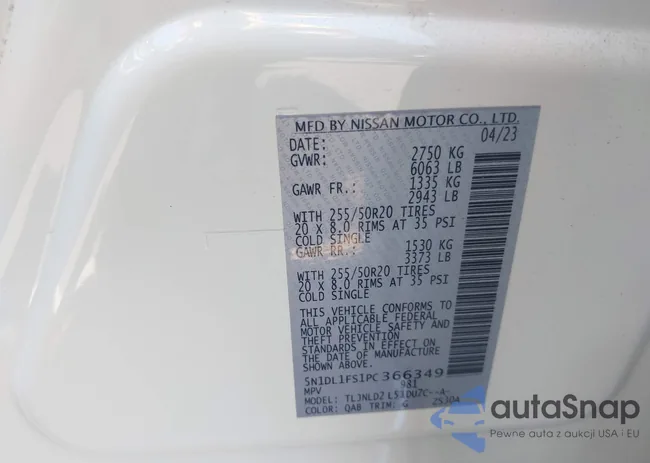 MFD BY NISSAN MOTOR CO., LTD.
DATE: 04/23
GVWR: 2750 KG
6063 LB
GAWR FR.: 1335 KG
2943 LB
WITH 255/50R20 TIRES
20 X 8.0 RIMS AT 35 PSI
COLD SINGLE
GAWR RR.: 1530 KG
3373 LB
WITH 255/50R20 TIRES
20 X 8.0 RIMS AT 35 PSI
COLD SINGLE
THIS VEHICLE CONFORMS TO
ALL APPLICABLE FEDERAL
MOTOR VEHICLE SAFETY AND
THEFT PREVENTION
STANDARDS IN EFFECT ON
THE DATE OF MANUFACTURE
SHOWN ABOVE.
5N1DL1FS1PC366349
MPV 981
MODEL:
COLOR: QAB TRIM: G
autoSnap
Pewne auta z aukcji USA i EU